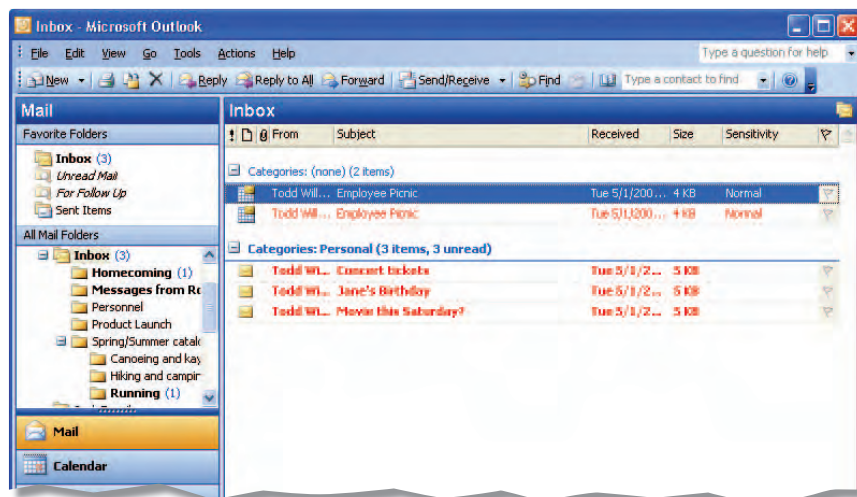 Inbox - Microsoft Outlook
File Edit View Go Tools Actions Help Type a question for help
New Reply Reply to All Forward Send/Receive Find Type a contact to find
Mail
Favorite Folders
Inbox (3)
Unread Mail
For Follow Up
Sent Items
All Mail Folders
Inbox (3)
Homecoming (1)
Messages from Re
Personnel
Product Launch
Spring/Summer catalo
Canoeing and kay
Hiking and campin
Running (1)
Mail
Calendar
Inbox
! From Subject Received Size Sensitivity
Categories: (none) (2 items)
Todd Will... Employee Picnic Tue 5/1/200... 4 KB Normal
Todd Will... Employee Picnic Tue 5/1/200... 4 KB Normal
Categories: Personal (3 items, 3 unread)
Todd Wi... Concert tickets Tue 5/1/2... 5 KB
Todd Wi... Jane's Birthday Tue 5/1/2... 5 KB
Todd Wi... Movie this Saturday? Tue 5/1/2... 5 KB